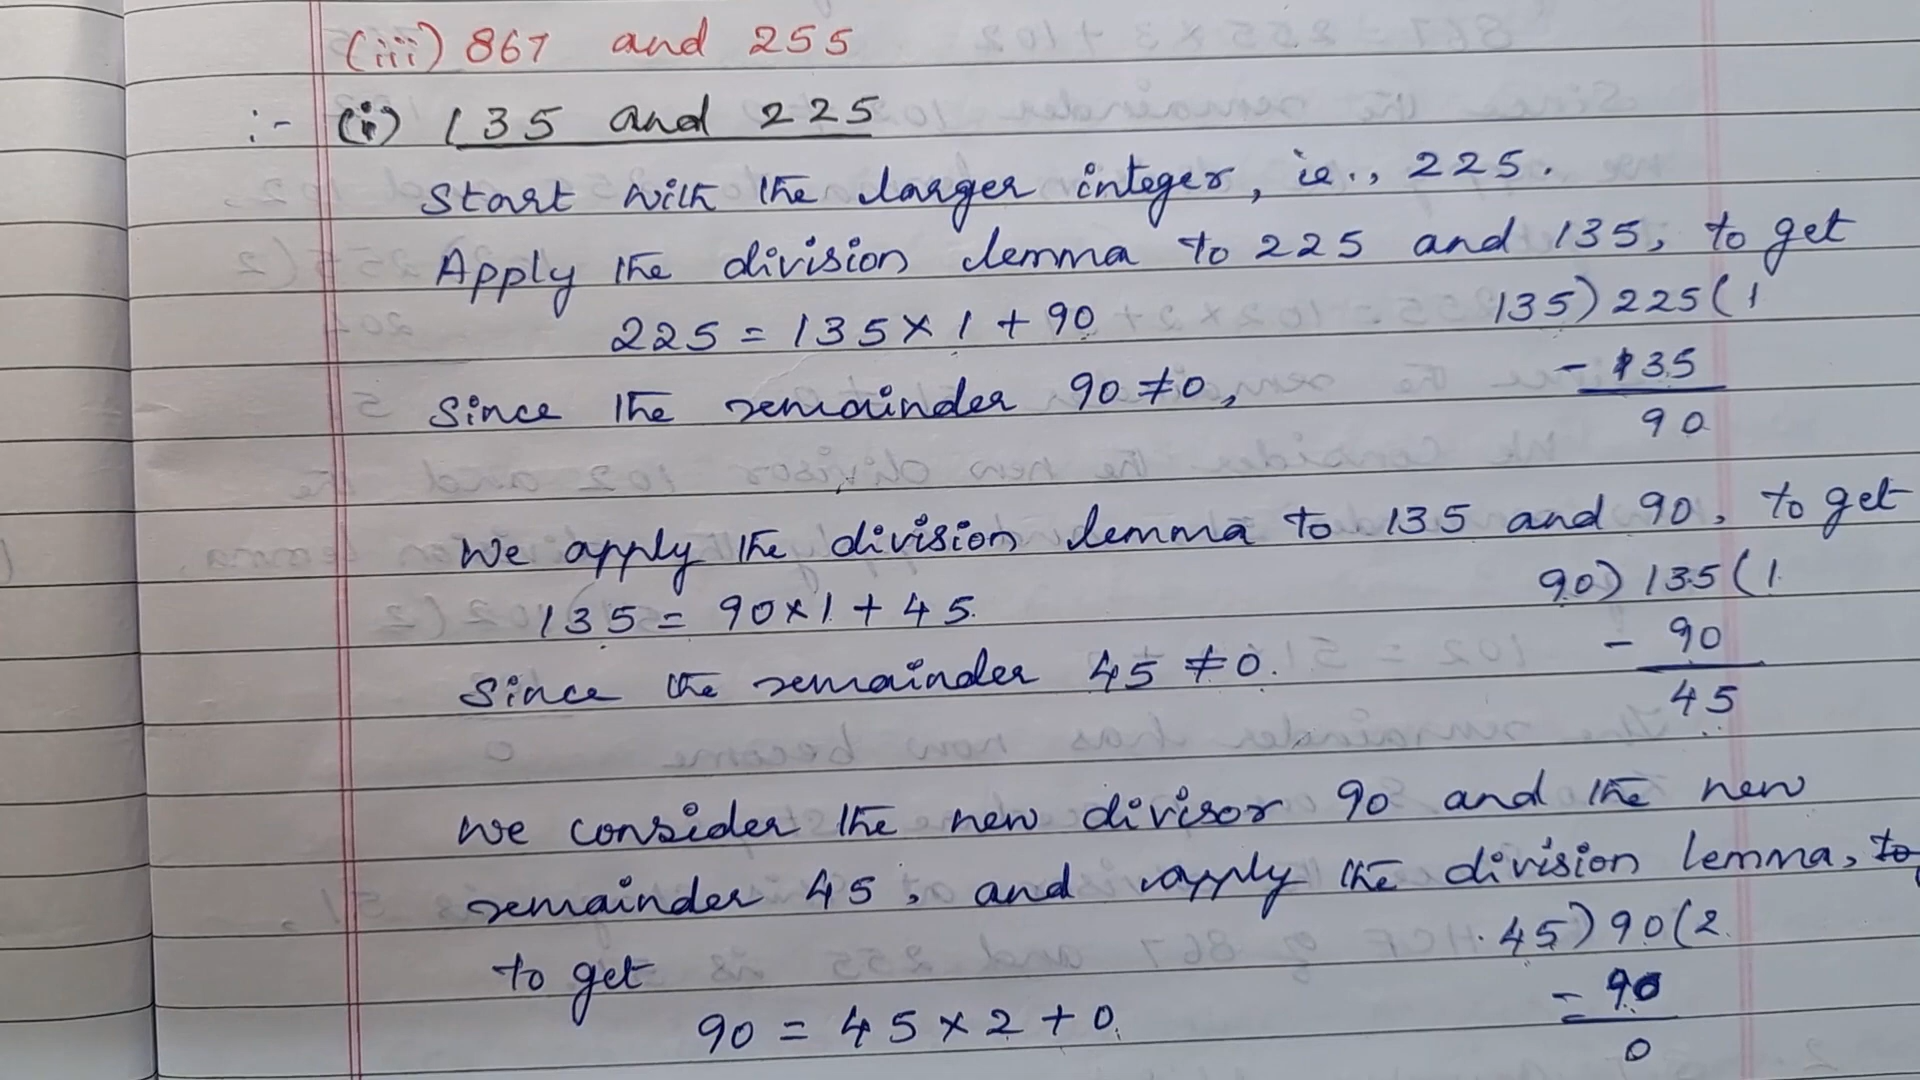 (iii) 867 and 255
:- (i) 135 and 225
Start with the larger integer, ie., 225.
Apply the division lemma to 225 and 135, to get
225 = 135 × 1 + 90
135) 225 ( 1
- 135
90
Since the remainder 90 ≠ 0,
We apply the division lemma to 135 and 90, to get
135 = 90 × 1 + 45
90) 135 ( 1
- 90
45
Since the remainder 45 ≠ 0.
We consider the new divisor 90 and the new
remainder 45, and apply the division lemma, to
to get
45) 90 ( 2
- 90
0
90 = 45 × 2 + 0